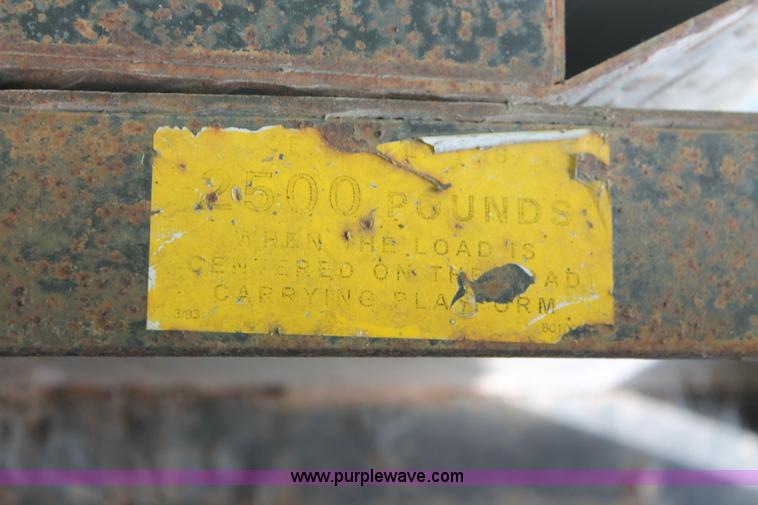 2500 POUNDS
WHEN THE LOAD IS
CENTERED ON THE
CARRYING PLATFORM
3/93
www.purplewave.com